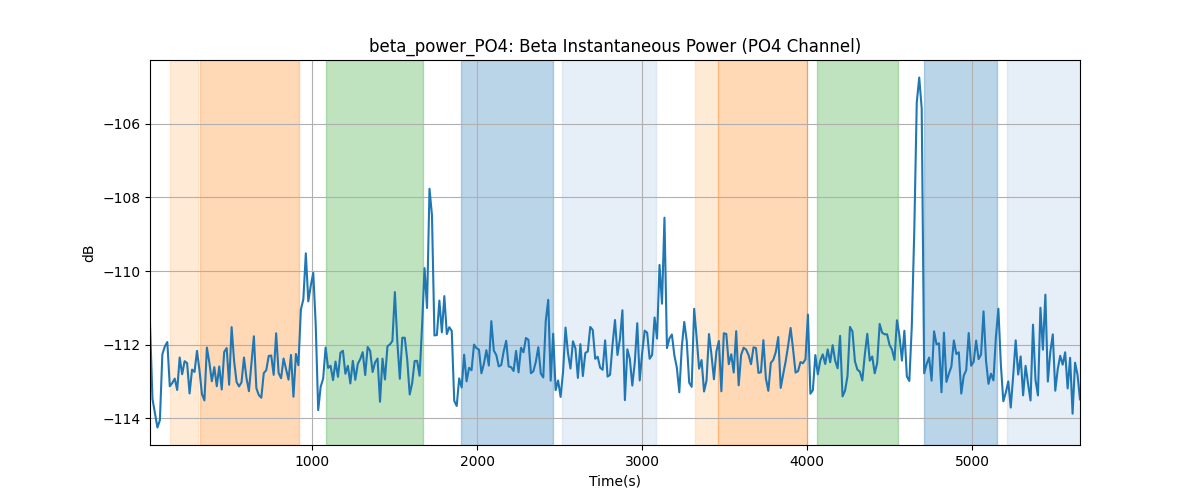 beta_power_PO4: Beta Instantaneous Power (PO4 Channel)
dB
−106
−108
−110
−112
−114
1000 2000 3000 4000 5000
Time(s)